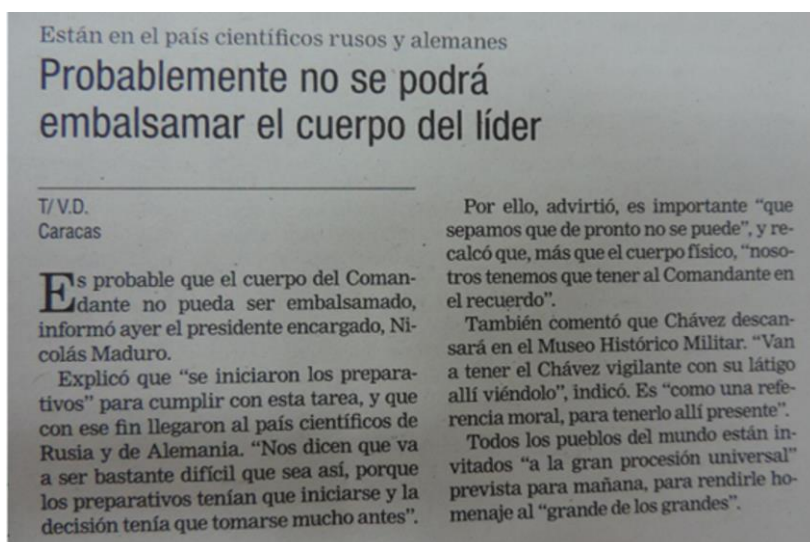 Están en el país científicos rusos y alemanes
Probablemente no se podrá
embalsamar el cuerpo del líder
T/ V.D.
Caracas
Es probable que el cuerpo del Coman-
dante no pueda ser embalsamado,
informó ayer el presidente encargado, Ni-
colás Maduro.
Explicó que “se iniciaron los prepara-
tivos” para cumplir con esta tarea, y que
con ese fin llegaron al país científicos de
Rusia y de Alemania. “Nos dicen que va
a ser bastante difícil que sea así, porque
los preparativos tenían que iniciarse y la
decisión tenía que tomarse mucho antes”.
Por ello, advirtió, es importante “que
sepamos que de pronto no se puede”, y re-
calcó que, más que el cuerpo físico, “noso-
tros tenemos que tener al Comandante en
el recuerdo”.
También comentó que Chávez descan-
sará en el Museo Histórico Militar. “Van
a tener el Chávez vigilante con su látigo
allí viéndolo”, indicó. Es “como una refe-
rencia moral, para tenerlo allí presente”.
Todos los pueblos del mundo están in-
vitados “a la gran procesión universal”
prevista para mañana, para rendirle ho-
menaje al “grande de los grandes”.